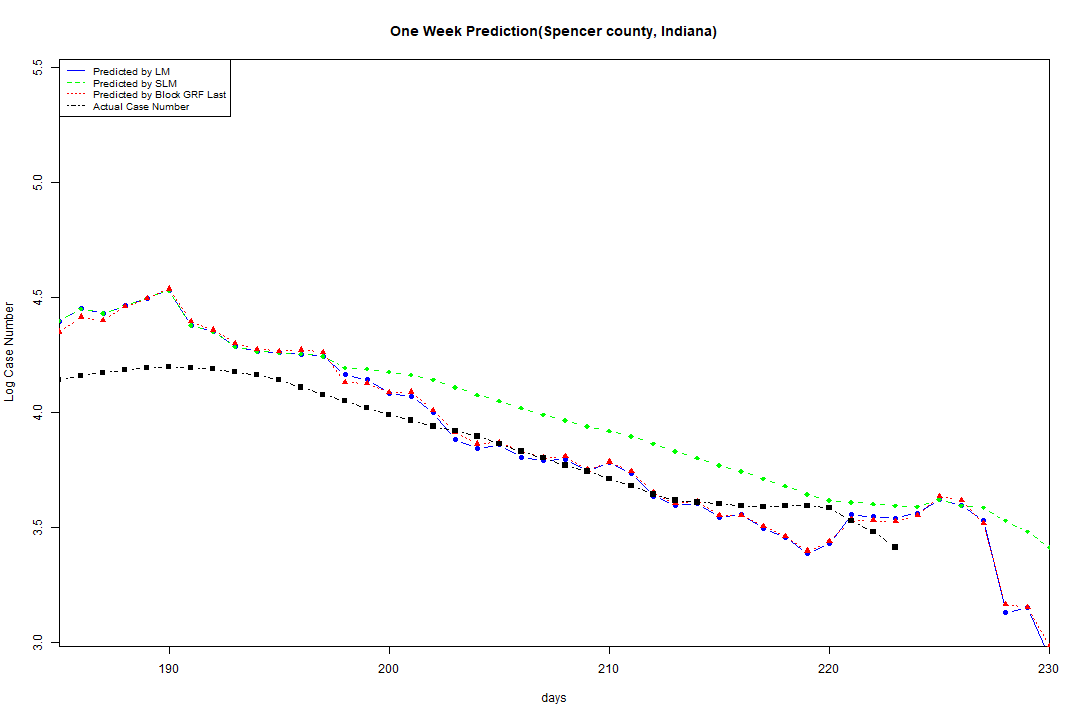 One Week Prediction(Spencer county, Indiana)
Predicted by LM
Predicted by SLM
Predicted by Block GRF Last
Actual Case Number
5.5
5.0
4.5
4.0
3.5
3.0
Log Case Number
190 200 210 220 230
days